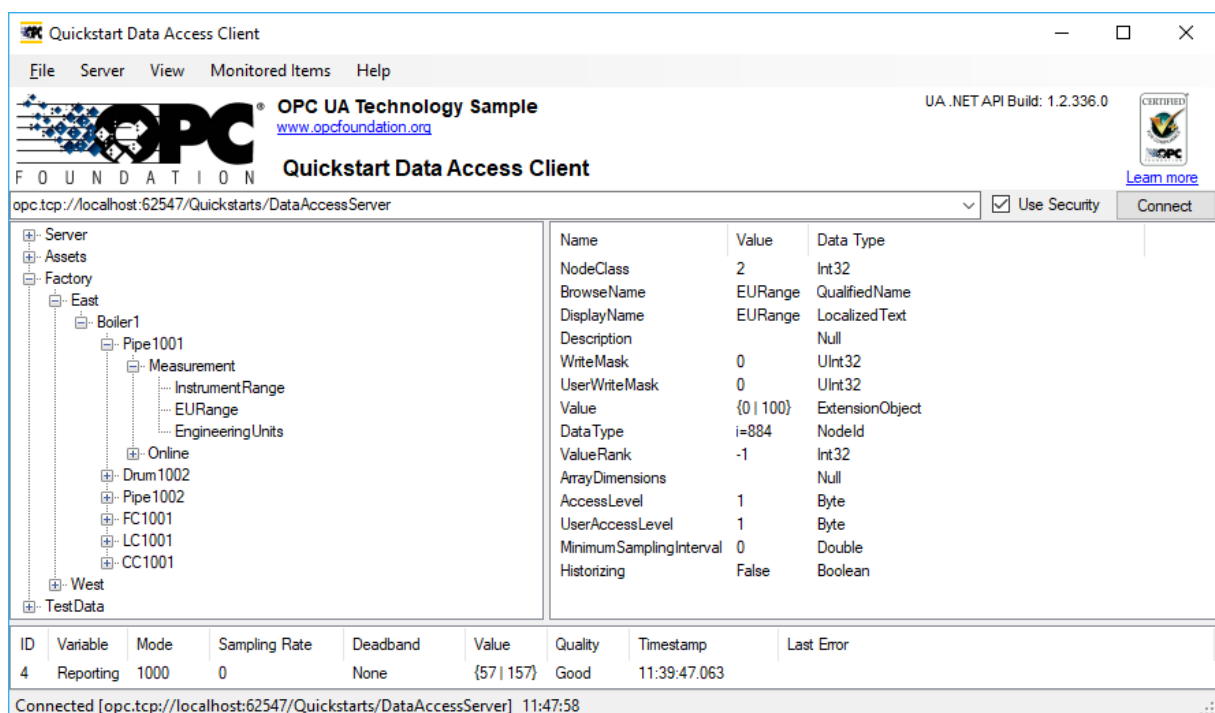 Quickstart Data Access Client
File Server View Monitored Items Help
OPC ®
FOUNDATION
OPC UA Technology Sample
www.opcfoundation.org
Quickstart Data Access Client
UA .NET API Build: 1.2.336.0
CERTIFIED
OPC
Learn more
opc.tcp://localhost:62547/Quickstarts/DataAccessServer Use Security Connect
Server
Assets
Factory
East
Boiler1
Pipe1001
Measurement
InstrumentRange
EURange
EngineeringUnits
Online
Drum1002
Pipe1002
FC1001
LC1001
CC1001
West
TestData
Name Value Data Type
NodeClass 2 Int32
BrowseName EURange QualifiedName
DisplayName EURange LocalizedText
Description Null
WriteMask 0 UInt32
UserWriteMask 0 UInt32
Value {0 | 100} ExtensionObject
DataType i=884 NodeId
ValueRank -1 Int32
ArrayDimensions Null
AccessLevel 1 Byte
UserAccessLevel 1 Byte
MinimumSamplingInterval 0 Double
Historizing False Boolean
ID Variable Mode Sampling Rate Deadband Value Quality Timestamp Last Error
4 Reporting 1000 0 None {57 | 157} Good 11:39:47.063
Connected [opc.tcp://localhost:62547/Quickstarts/DataAccessServer] 11:47:58